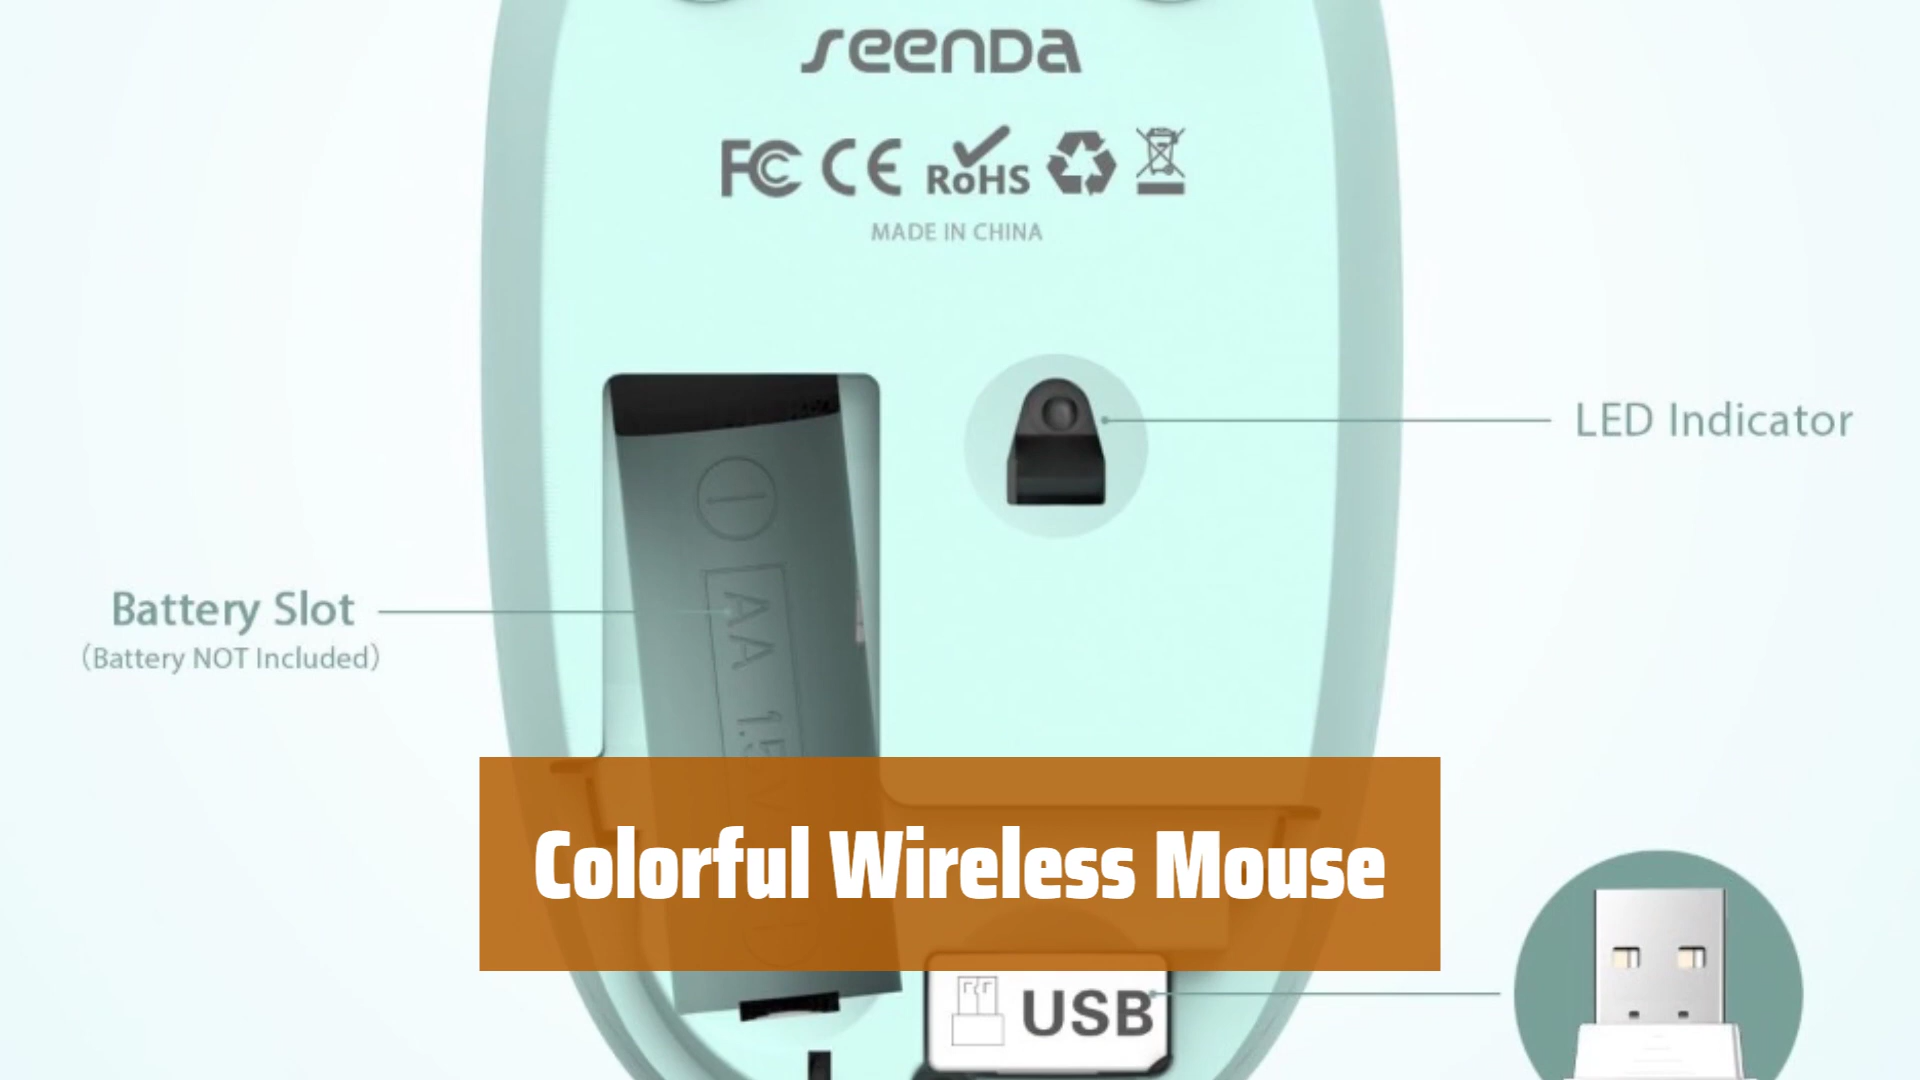 seenDa
FC CE RoHS
MADE IN CHINA
LED Indicator
Battery Slot
(Battery NOT Included)
AA 1.5V
Colorful Wireless Mouse
USB